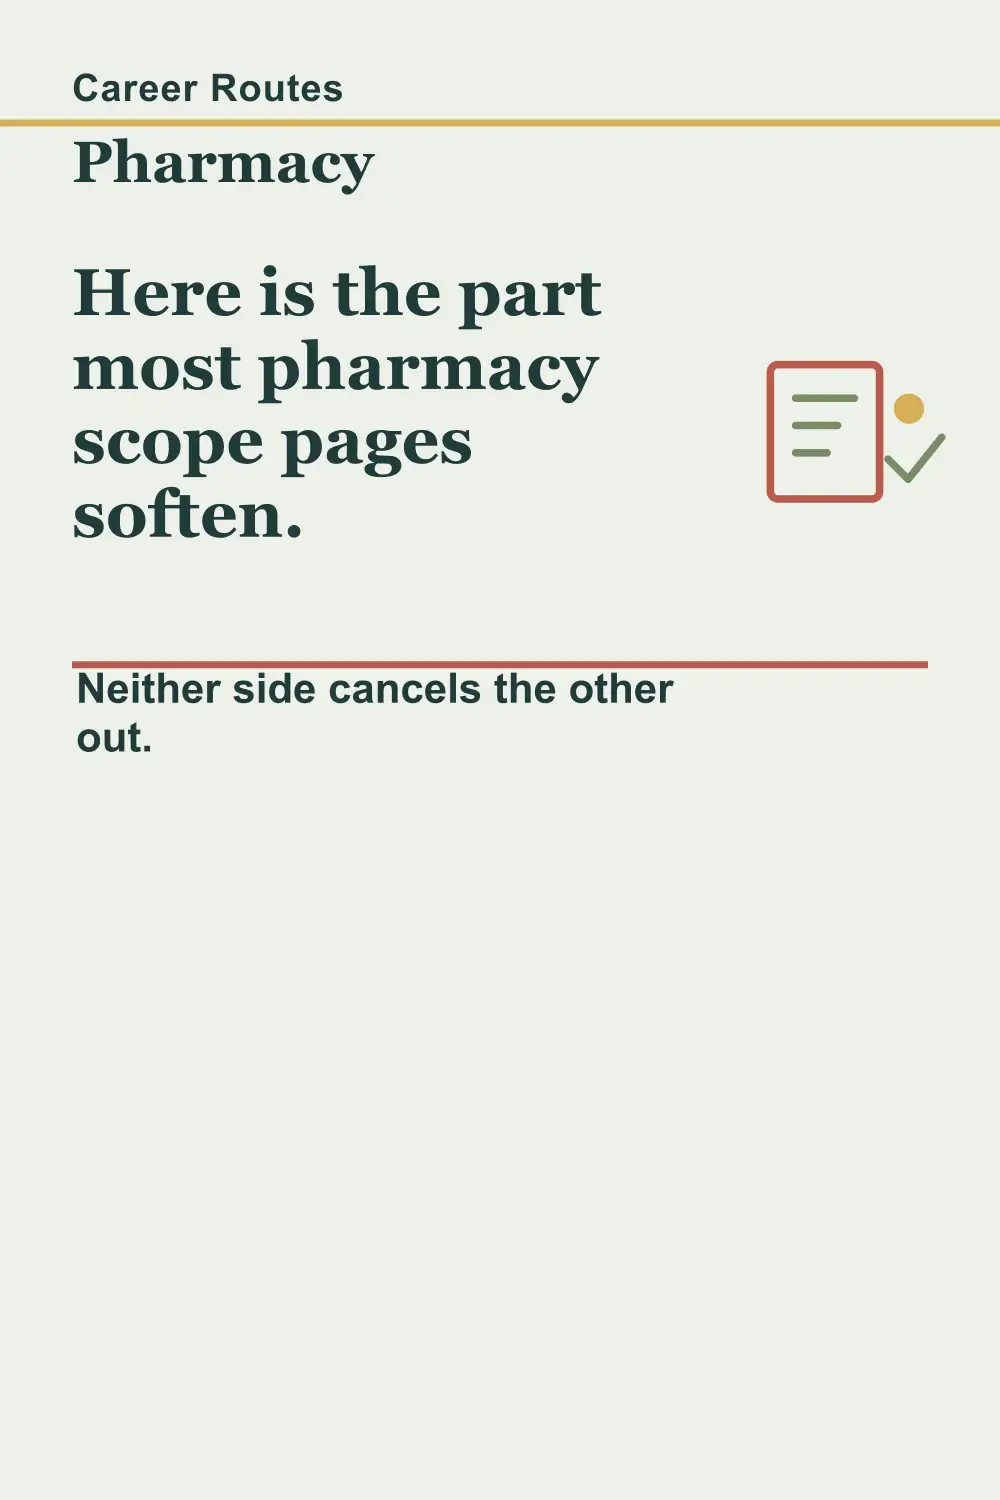 Career Routes
Pharmacy
Here is the part
most pharmacy
scope pages
soften.
Neither side cancels the other
out.